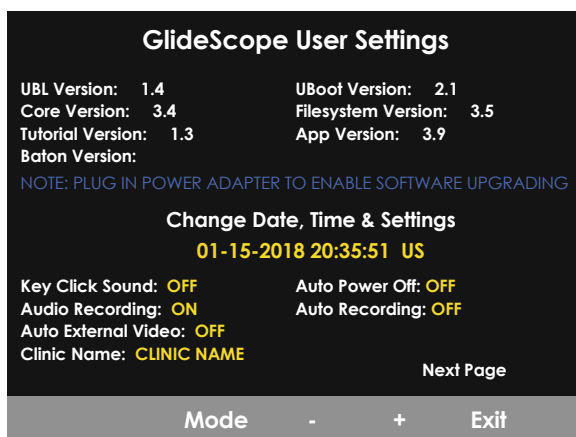 GlideScope User Settings
UBL Version: 1.4 UBoot Version: 2.1
Core Version: 3.4 Filesystem Version: 3.5
Tutorial Version: 1.3 App Version: 3.9
Baton Version:
NOTE: PLUG IN POWER ADAPTER TO ENABLE SOFTWARE UPGRADING
Change Date, Time & Settings
01-15-2018 20:35:51 US
Key Click Sound: OFF Auto Power Off: OFF
Audio Recording: ON Auto Recording: OFF
Auto External Video: OFF
Clinic Name: CLINIC NAME
Next Page
Mode - + Exit